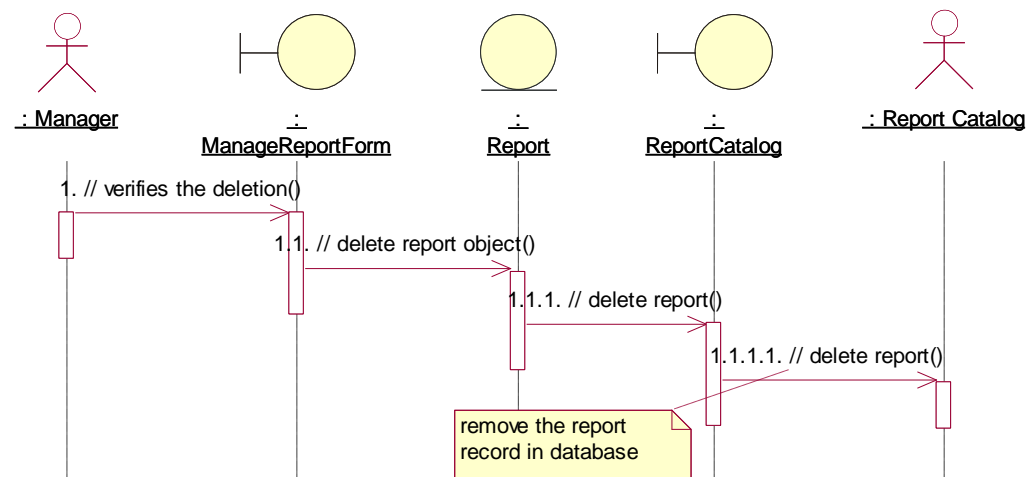 : Manager
:
ManageReportForm
:
Report
:
ReportCatalog
: Report Catalog
1. // verifies the deletion()
1.1. // delete report object()
1.1.1. // delete report()
1.1.1.1. // delete report()
remove the report
record in database